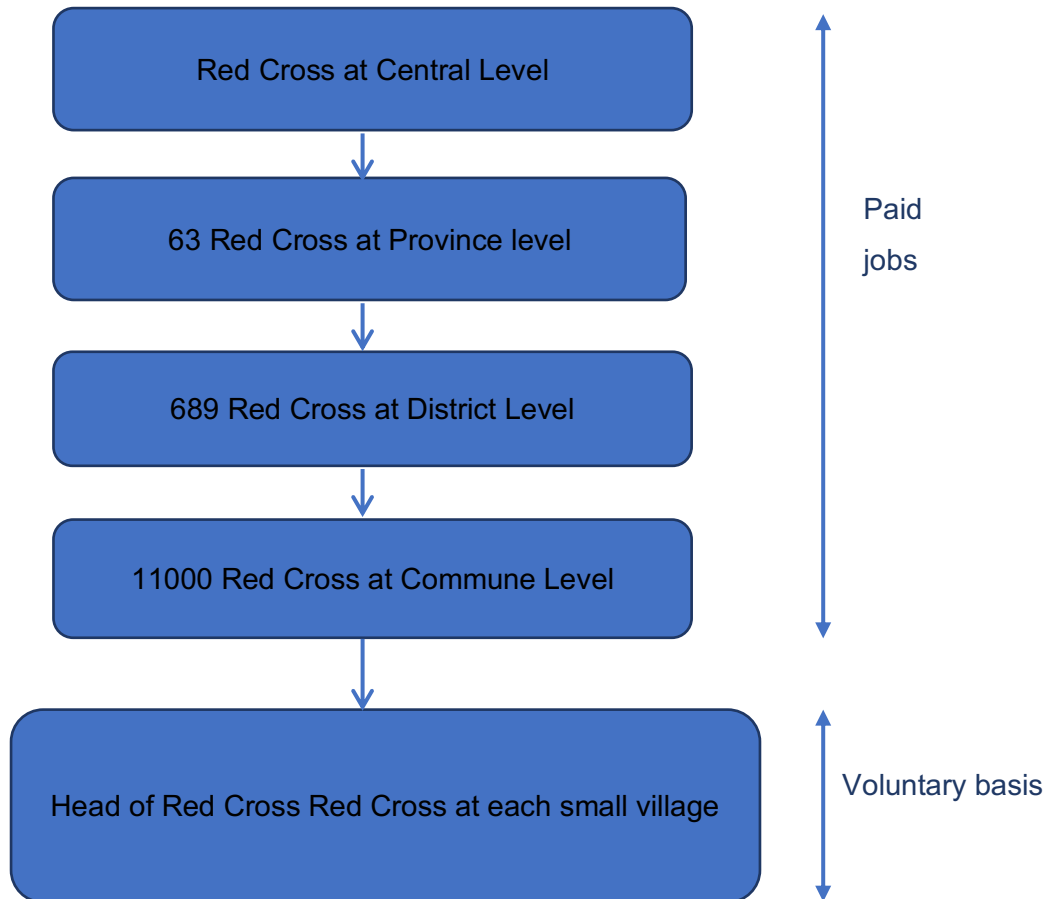 Red Cross at Central Level
63 Red Cross at Province level
Paid
jobs
689 Red Cross at District Level
11000 Red Cross at Commune Level
Head of Red Cross Red Cross at each small village
Voluntary basis